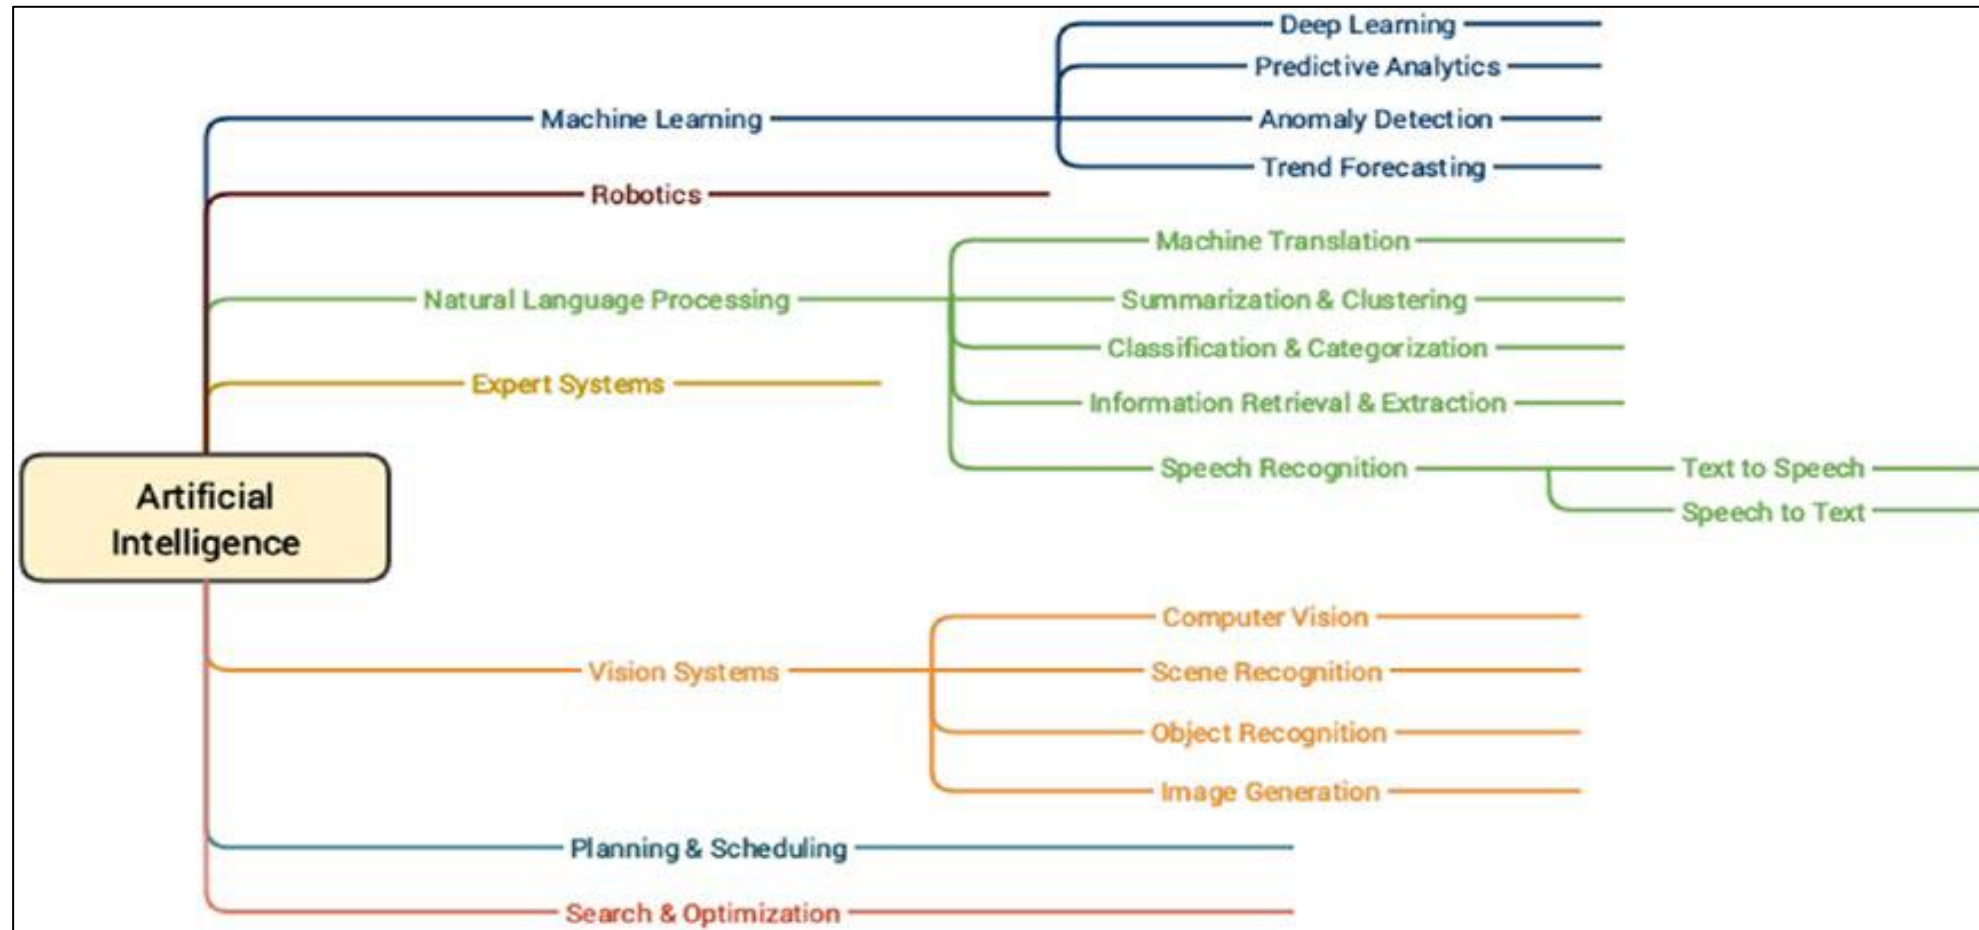 Deep Learning
Predictive Analytics
Machine Learning
Anomaly Detection
Trend Forecasting
Robotics
Machine Translation
Natural Language Processing
Summarization & Clustering
Classification & Categorization
Expert Systems
Information Retrieval & Extraction
Speech Recognition
Text to Speech
Speech to Text
Artificial
Intelligence
Computer Vision
Vision Systems
Scene Recognition
Object Recognition
Image Generation
Planning & Scheduling
Search & Optimization